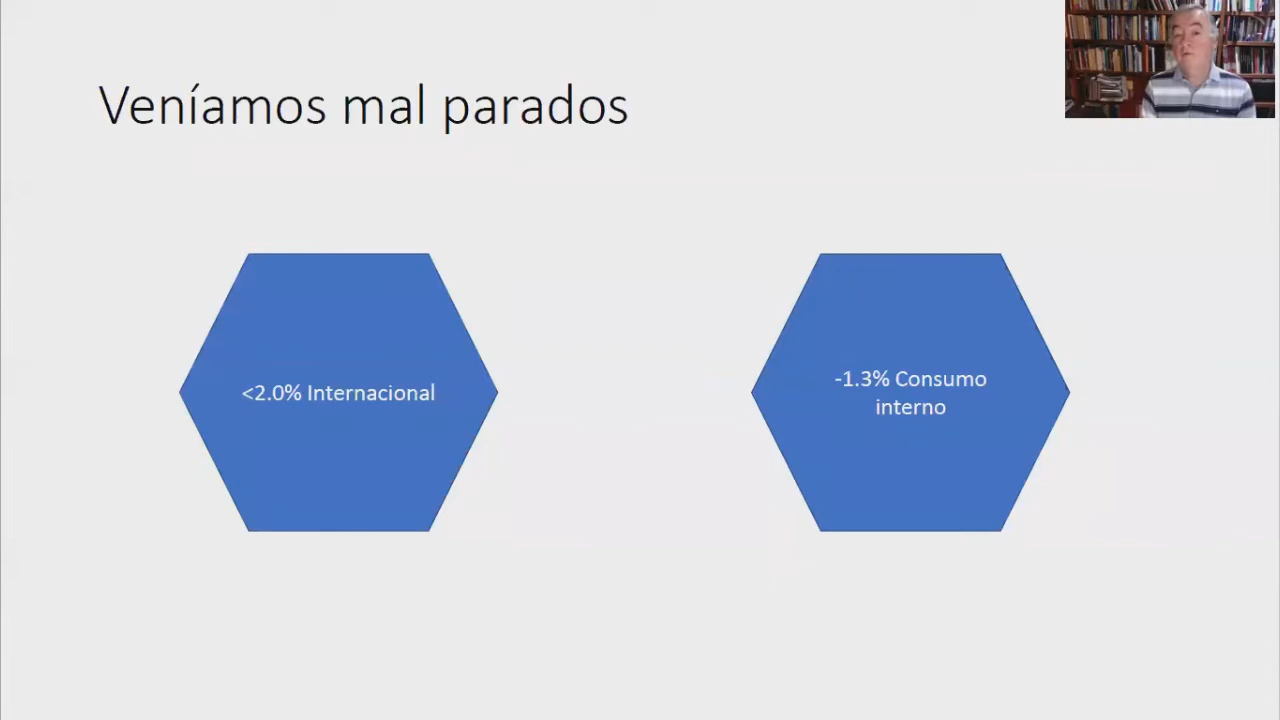 Veníamos mal parados
<2.0% Internacional
-1.3% Consumo
interno